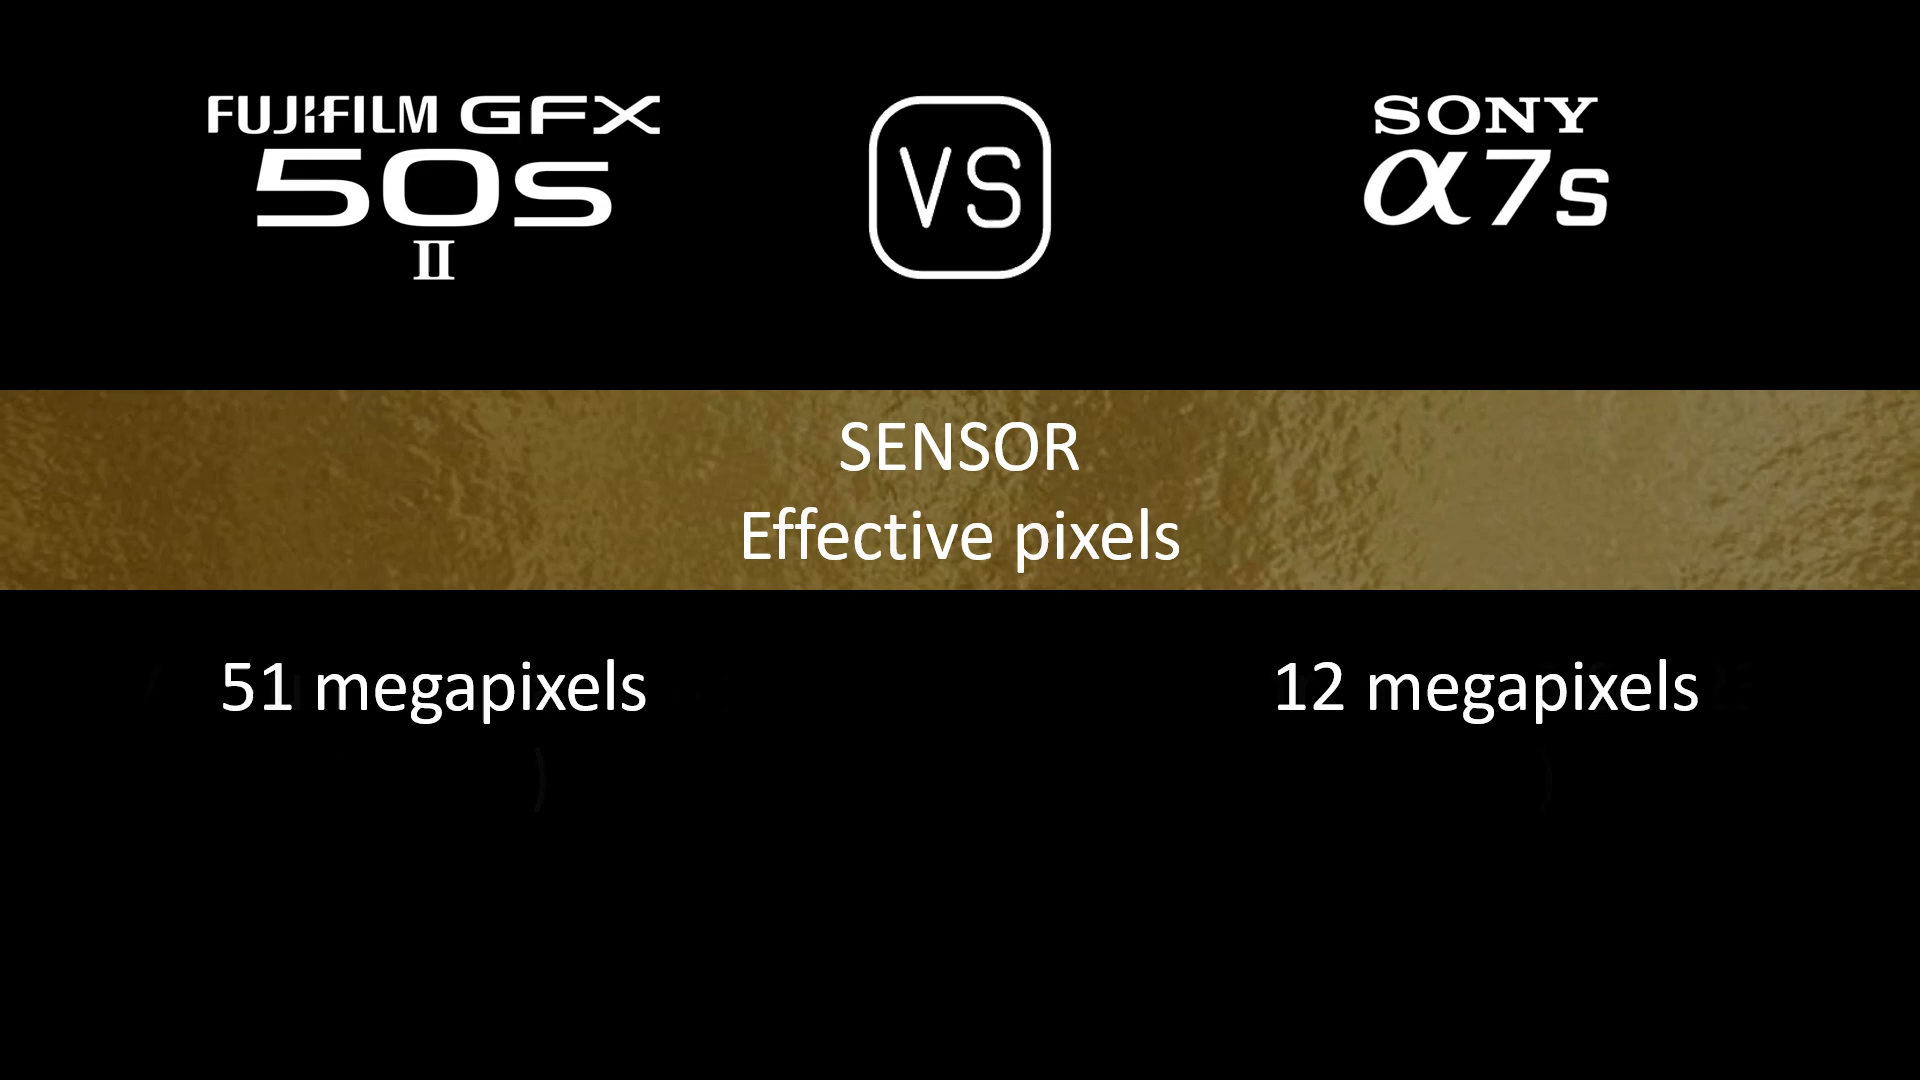 FUJIFILM GFX
50S
II
VS
SONY
α7s
SENSOR
Effective pixels
51 megapixels
12 megapixels